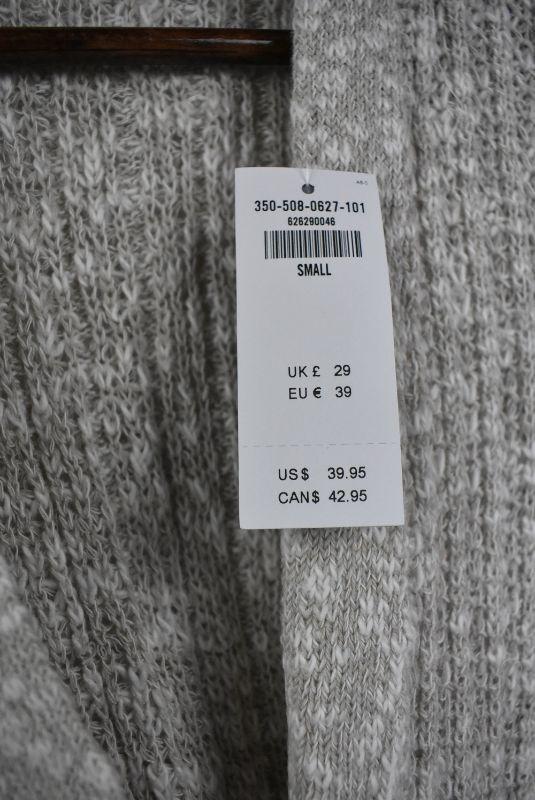 350-508-0627-101
626290046
SMALL
UK £ 29
EU € 39
US $ 39.95
CAN $ 42.95